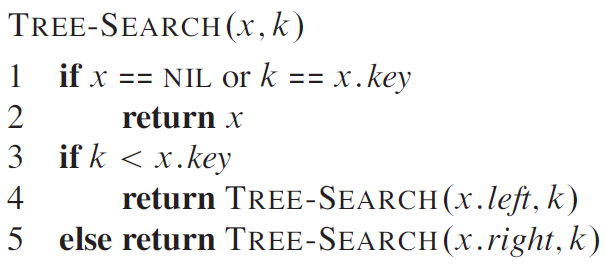 TREE-SEARCH(x, k)
1 if x == NIL or k == x.key
2 return x
3 if k < x.key
4 return TREE-SEARCH(x.left, k)
5 else return TREE-SEARCH(x.right, k)